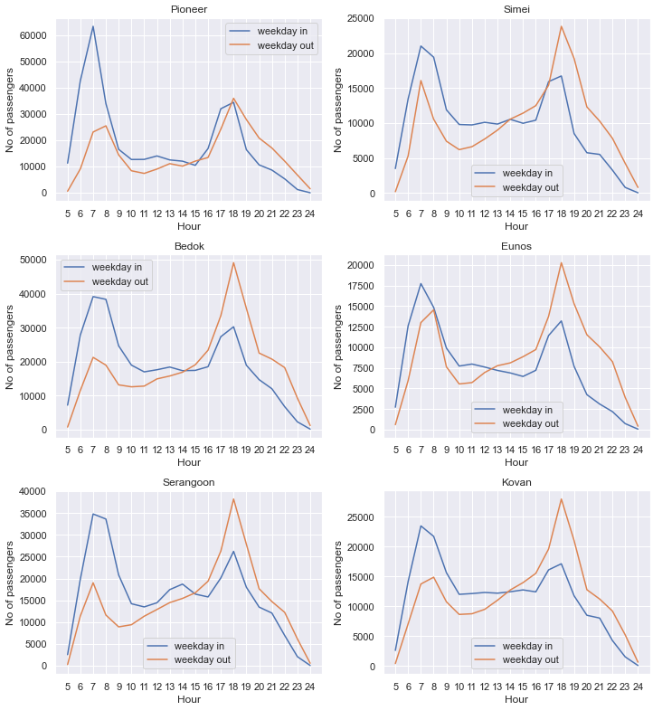 Pioneer
No of passengers
60000
50000
40000
30000
20000
10000
0
weekday in
weekday out
5 6 7 8 9 10 11 12 13 14 15 16 17 18 19 20 21 22 23 24
Hour
Simei
No of passengers
25000
20000
15000
10000
5000
0
weekday in
weekday out
5 6 7 8 9 10 11 12 13 14 15 16 17 18 19 20 21 22 23 24
Hour
Bedok
No of passengers
50000
40000
30000
20000
10000
0
weekday in
weekday out
5 6 7 8 9 10 11 12 13 14 15 16 17 18 19 20 21 22 23 24
Hour
Eunos
No of passengers
20000
17500
15000
12500
10000
7500
5000
2500
0
weekday in
weekday out
5 6 7 8 9 10 11 12 13 14 15 16 17 18 19 20 21 22 23 24
Hour
Serangoon
No of passengers
40000
35000
30000
25000
20000
15000
10000
5000
0
weekday in
weekday out
5 6 7 8 9 10 11 12 13 14 15 16 17 18 19 20 21 22 23 24
Hour
Kovan
No of passengers
25000
20000
15000
10000
5000
0
weekday in
weekday out
5 6 7 8 9 10 11 12 13 14 15 16 17 18 19 20 21 22 23 24
Hour